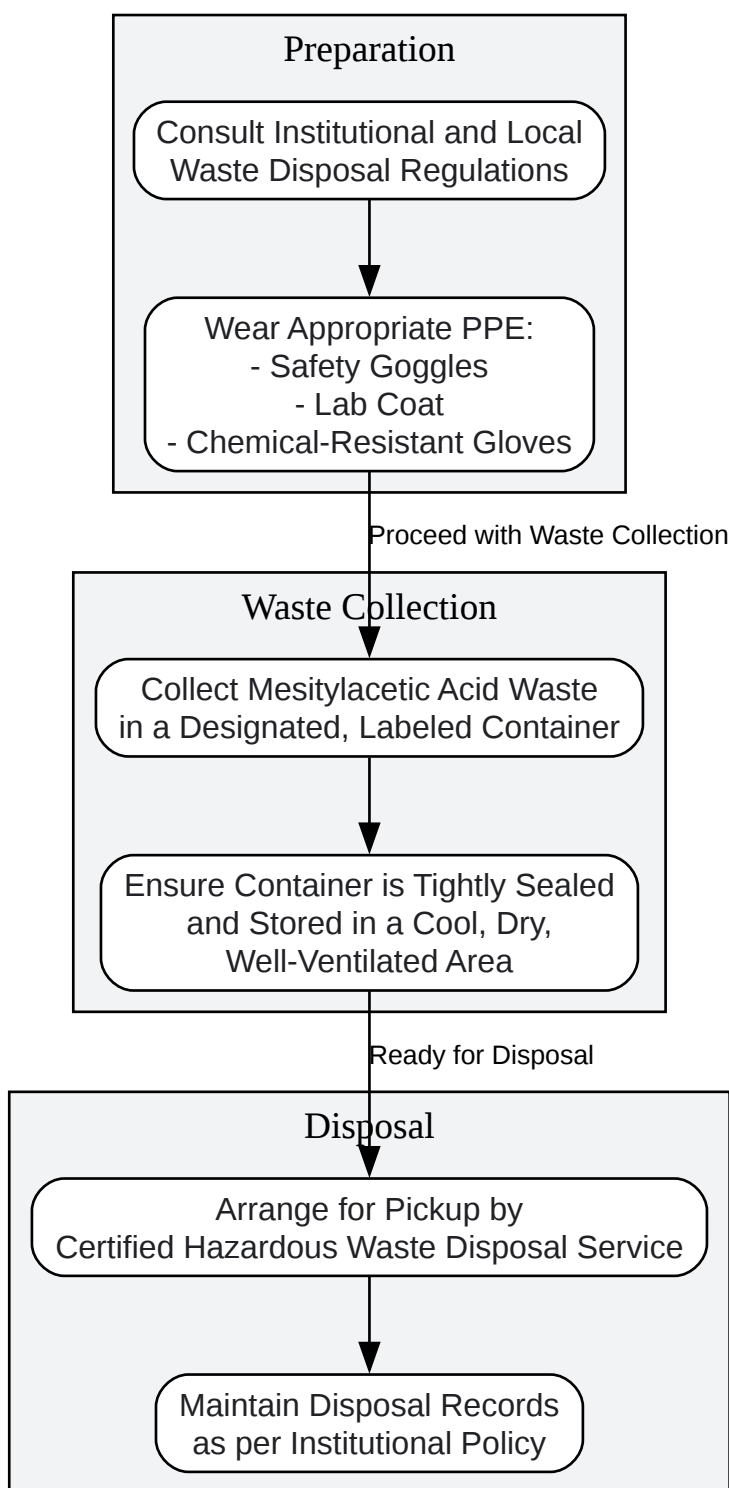 Preparation
Consult Institutional and Local
Waste Disposal Regulations
Wear Appropriate PPE:
- Safety Goggles
- Lab Coat
- Chemical-Resistant Gloves
Proceed with Waste Collection
Waste Collection
Collect Mesitylacetic Acid Waste
in a Designated, Labeled Container
Ensure Container is Tightly Sealed
and Stored in a Cool, Dry,
Well-Ventilated Area
Ready for Disposal
Disposal
Arrange for Pickup by
Certified Hazardous Waste Disposal Service
Maintain Disposal Records
as per Institutional Policy